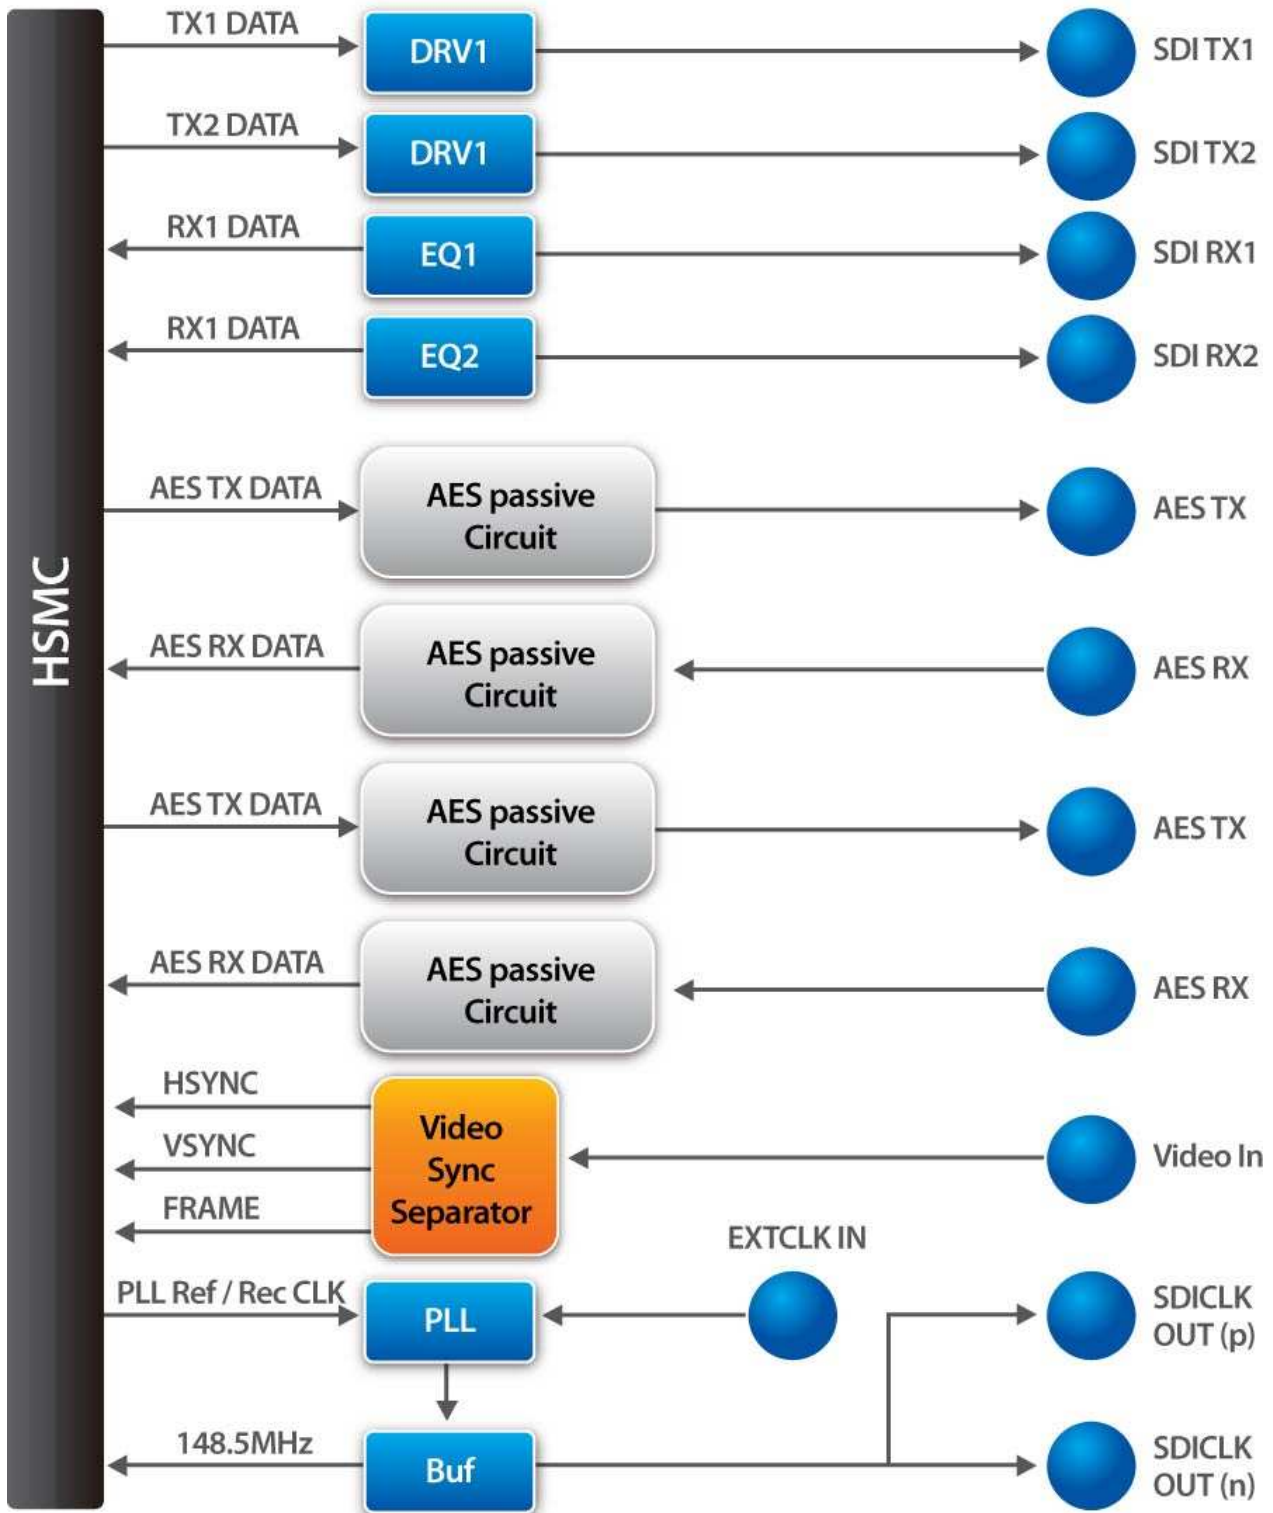 HSMC
TX1 DATA
DRV1
SDI TX1
TX2 DATA
DRV1
SDI TX2
RX1 DATA
EQ1
SDI RX1
RX1 DATA
EQ2
SDI RX2
AES TX DATA
AES passive
Circuit
AES TX
AES RX DATA
AES passive
Circuit
AES RX
AES TX DATA
AES passive
Circuit
AES TX
AES RX DATA
AES passive
Circuit
AES RX
HSYNC
VSYNC
FRAME
Video
Sync
Separator
Video In
EXTCLK IN
PLL Ref / Rec CLK
PLL
SDICLK
OUT (p)
148.5MHz
Buf
SDICLK
OUT (n)